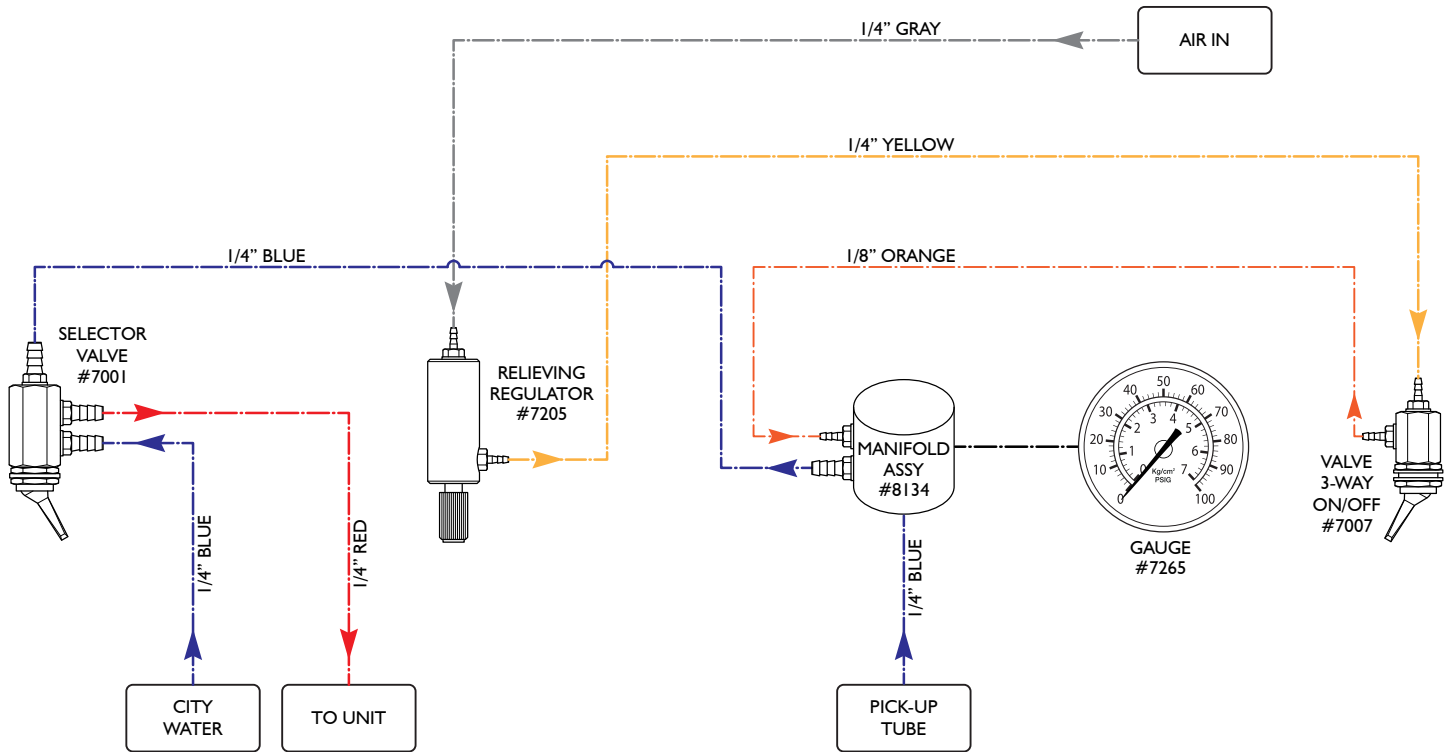 1/4” GRAY
AIR IN
1/4” YELLOW
1/4” BLUE
1/8” ORANGE
SELECTOR
VALVE
#7001
RELIEVING
REGULATOR
#7205
MANIFOLD
ASSY
#8134
0
10
20
30
40
50
60
70
80
90
100
0
1
2
3
4
5
6
7
Kg/cm²
PSIG
GAUGE
#7265
VALVE
3-WAY
ON/OFF
#7007
1/4” BLUE
1/4” RED
1/4” BLUE
CITY
WATER
TO UNIT
PICK-UP
TUBE